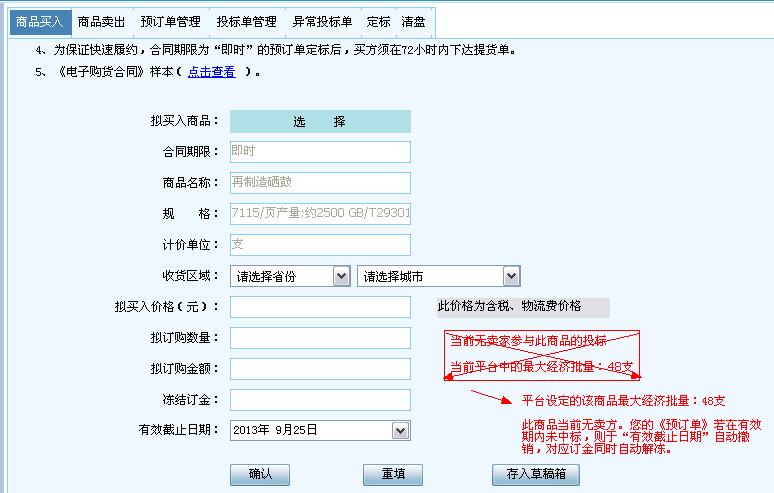 商品买入 商品卖出 预订单管理 投标单管理 异常投标单 定标 清盘
4、为保证快速履约，合同期限为“即时”的预订单定标后，买方须在72小时内下达提货单。
5、《电子购货合同》样本（ 点击查看 ）。
拟买入商品： 选 择
合同期限： 即时
商品名称： 再制造硒鼓
规 格： 7115/页产量:约2500 GB/T29301
计价单位： 支
收货区域： 请选择省份 请选择城市
拟买入价格（元）： 此价格为含税、物流费价格
拟订购数量： 当前无卖家参与此商品的投标
拟订购金额： 当前平台中的最大经济批量：48支
冻结订金： 平台设定的该商品最大经济批量：48支
有效截止日期： 2013年 9月25日
此商品当前无卖方。您的《预订单》若在有效
期内未中标，则于“有效截止日期”自动撤
销，对应订金同时自动解冻。
确认 重填 存入草稿箱